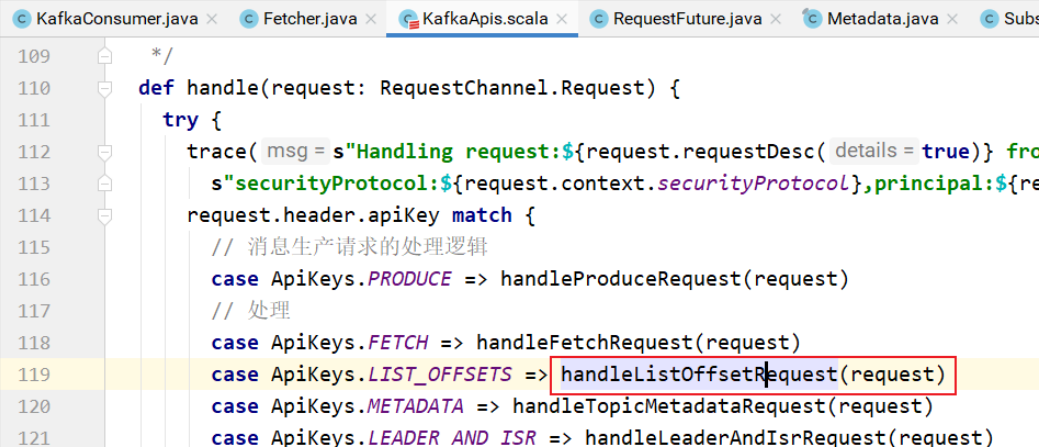 KafkaConsumer.java × Fetcher.java × KafkaApis.scala × RequestFuture.java × Metadata.java × Subs
109 */
110 def handle(request: RequestChannel.Request) {
111 try {
112 trace( msg = s"Handling request:${request.requestDesc( details = true)} fro
113 s"securityProtocol:${request.context.securityProtocol},principal:${re
114 request.header.apiKey match {
115 // 消息生产请求的处理逻辑
116 case ApiKeys.PRODUCE => handleProduceRequest(request)
117 // 处理
118 case ApiKeys.FETCH => handleFetchRequest(request)
119 case ApiKeys.LIST_OFFSETS => handleListOffsetRequest(request)
120 case ApiKeys.METADATA => handleTopicMetadataRequest(request)
121 case ApiKeys.LEADER_AND_ISR => handleLeaderAndIsrRequest(request)